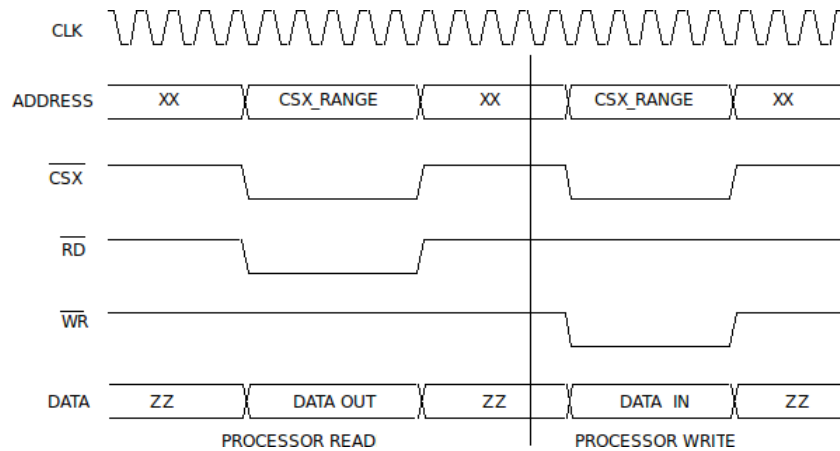 CLK
ADDRESS XX CSX_RANGE XX CSX_RANGE XX
CSX
RD
WR
DATA ZZ DATA OUT ZZ DATA IN ZZ
PROCESSOR READ PROCESSOR WRITE